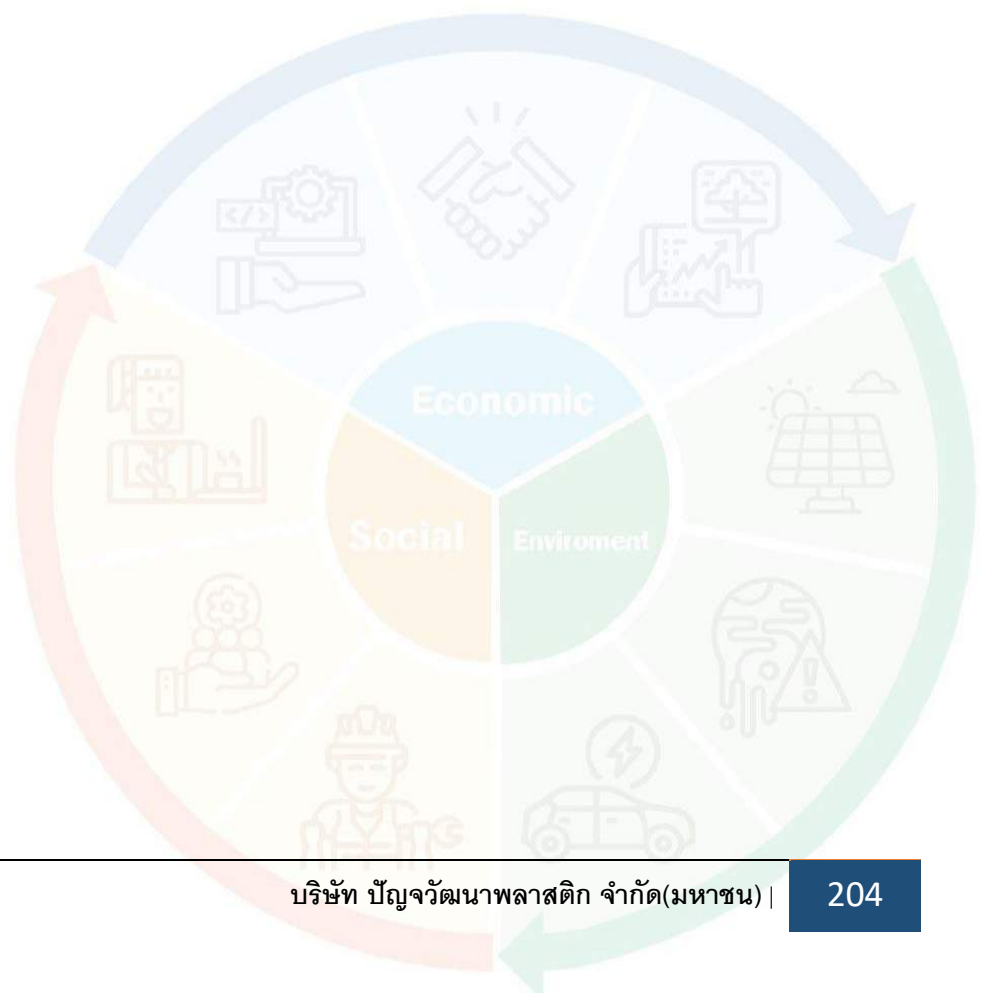 Economic
Social
Enviroment
บริษัท ปัญจวัฒนาพลาสติก จำกัด(มหาชน) |
204